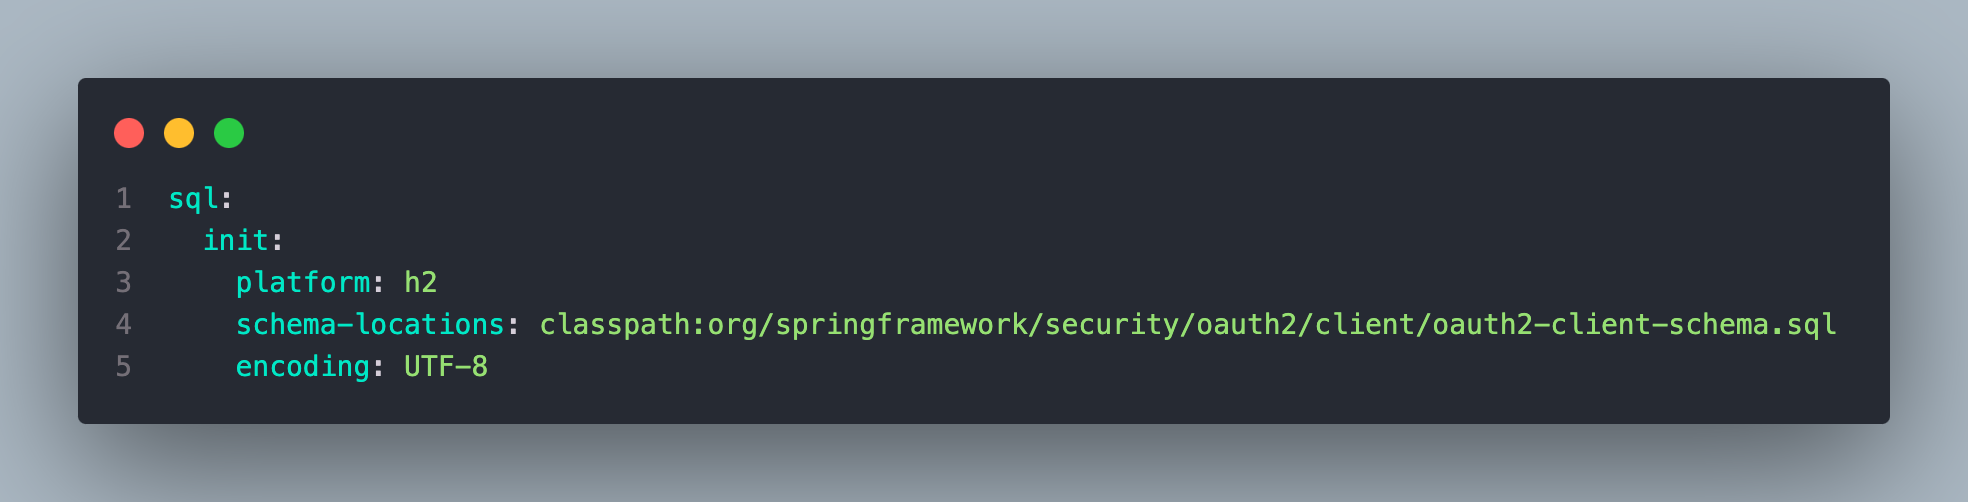 1 sql:
2   init:
3     platform: h2
4     schema-locations: classpath:org/springframework/security/oauth2/client/oauth2-client-schema.sql
5     encoding: UTF-8